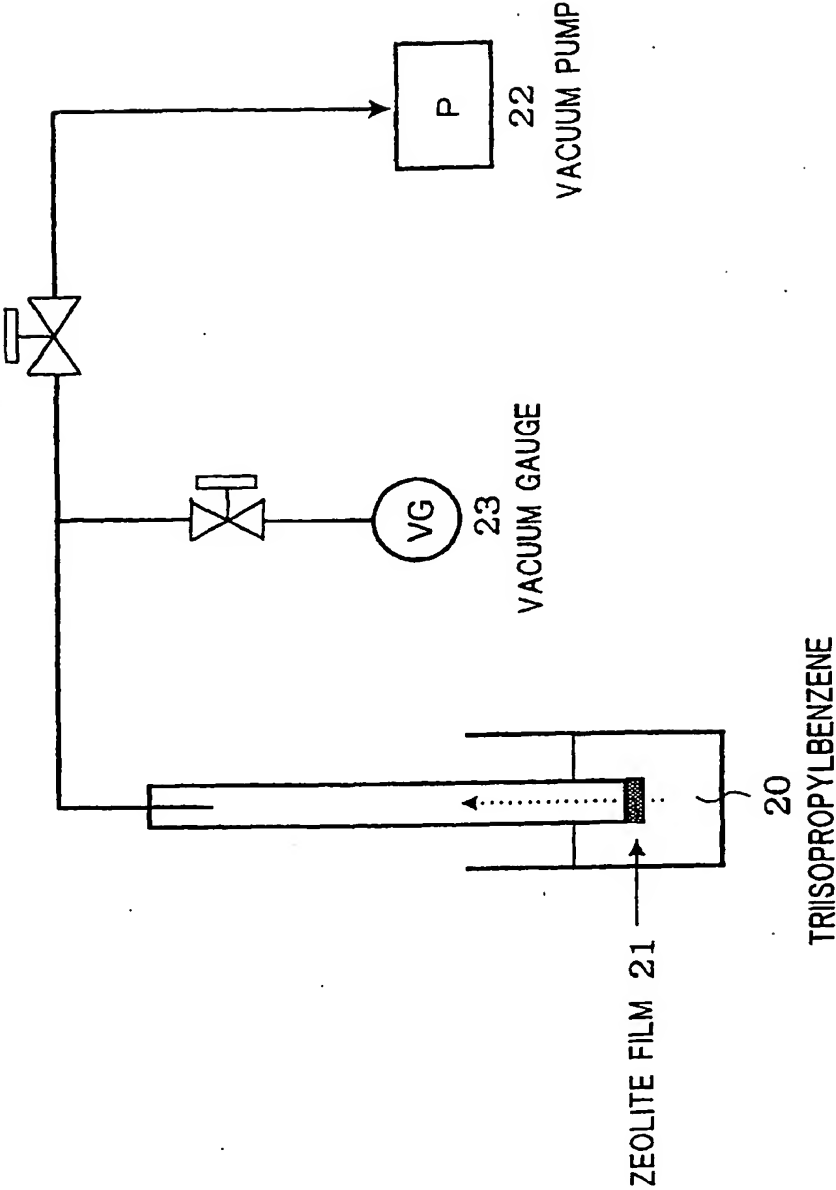 P
22
VACUUM PUMP
VG
23
VACUUM GAUGE
20
TRIISOPROPYLBENZENE
ZEOLITE FILM 21